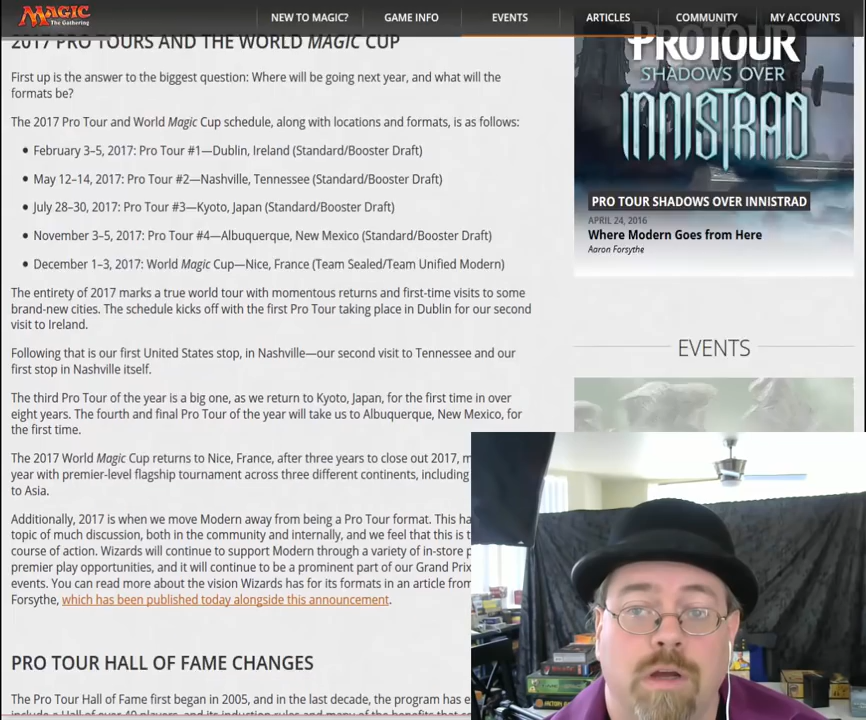 MAGIC
The Gathering
NEW TO MAGIC?
GAME INFO
EVENTS
ARTICLES
COMMUNITY
MY ACCOUNTS
2017 PRO TOURS AND THE WORLD MAGIC CUP
First up is the answer to the biggest question: Where will be going next year, and what will the
formats be?
The 2017 Pro Tour and World Magic Cup schedule, along with locations and formats, is as follows:
• February 3–5, 2017: Pro Tour #1—Dublin, Ireland (Standard/Booster Draft)
• May 12–14, 2017: Pro Tour #2—Nashville, Tennessee (Standard/Booster Draft)
• July 28–30, 2017: Pro Tour #3—Kyoto, Japan (Standard/Booster Draft)
• November 3–5, 2017: Pro Tour #4—Albuquerque, New Mexico (Standard/Booster Draft)
• December 1–3, 2017: World Magic Cup—Nice, France (Team Sealed/Team Unified Modern)
The entirety of 2017 marks a true world tour with momentous returns and first-time visits to some
brand-new cities. The schedule kicks off with the first Pro Tour taking place in Dublin for our second
visit to Ireland.
Following that is our first United States stop, in Nashville—our second visit to Tennessee and our
first stop in Nashville itself.
The third Pro Tour of the year is a big one, as we return to Kyoto, Japan, for the first time in over
eight years. The fourth and final Pro Tour of the year will take us to Albuquerque, New Mexico, for
the first time.
The 2017 World Magic Cup returns to Nice, France, after three years to close out 2017, m
year with premier-level flagship tournament across three different continents, including
to Asia.
Additionally, 2017 is when we move Modern away from being a Pro Tour format. This ha
topic of much discussion, both in the community and internally, and we feel that this is t
course of action. Wizards will continue to support Modern through a variety of in-store p
premier play opportunities, and it will continue to be a prominent part of our Grand Prix
events. You can read more about the vision Wizards has for its formats in an article from
Forsythe, which has been published today alongside this announcement.
PRO TOUR HALL OF FAME CHANGES
The Pro Tour Hall of Fame first began in 2005, and in the last decade, the program has e
PRO TOUR
SHADOWS OVER
INNISTRAD
PRO TOUR SHADOWS OVER INNISTRAD
APRIL 24, 2016
Where Modern Goes from Here
Aaron Forsythe
EVENTS